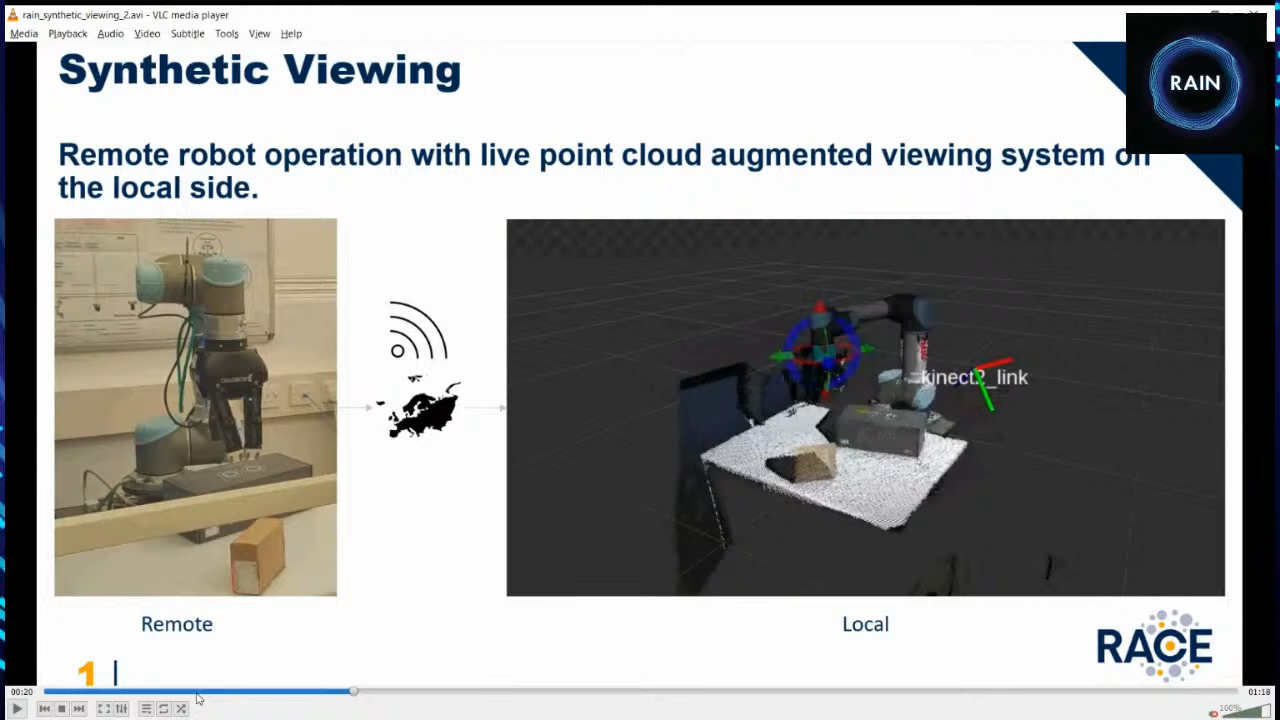 rain_synthetic_viewing_2.avi - VLC media player
Media Playback Audio Video Subtitle Tools View Help
RAIN
Synthetic Viewing
Remote robot operation with live point cloud augmented viewing system on
the local side.
kinect2_link
Remote
Local
RACE
1
00:20
01:18
100%